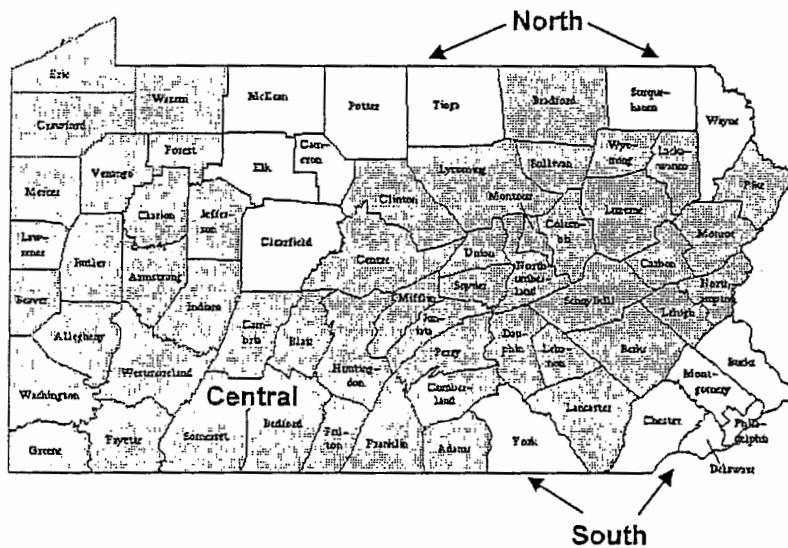 North
Erie
Warren
McKean
Potter
Tioga
Bradford
Susque-
hanna
Wayne
Crawford
Forest
Cam-
eron
Wyo-
ming
Lacka-
wanna
Mercer
Venango
Elk
Lycoming
Sullivan
Pike
Clinton
Montour
Luzerne
Clarion
Jeffer-
son
Colum-
bia
Monroe
Law-
rence
Clearfield
Butler
Centre
Union
Carbon
Armstrong
North
umber
land
North
ampton
Beaver
Indiana
Snyder
Mifflin
Schuylkill
Lehigh
Allegheny
Cam-
bria
Blair
Jun-
iata
Dau-
phin
Leba-
non
Berks
Bucks
Westmoreland
Hunting-
don
Perry
Mont-
gomery
Washington
Central
Cumber-
land
Lancaster
Chester
Phila-
delphia
Greene
Fayette
Somerset
Bedford
Ful-
ton
Franklin
Adams
York
Delaware
South